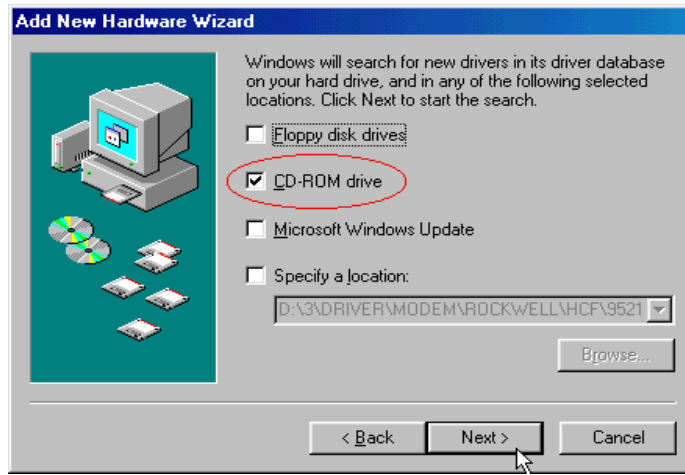 Add New Hardware Wizard
Windows will search for new drivers in its driver database
on your hard drive, and in any of the following selected
locations. Click Next to start the search.
Floppy disk drives
CD-ROM drive
Microsoft Windows Update
Specify a location:
D:\3\DRIVER\MODEM\ROCKWELL\HCF\9521
Browse...
< Back
Next >
Cancel